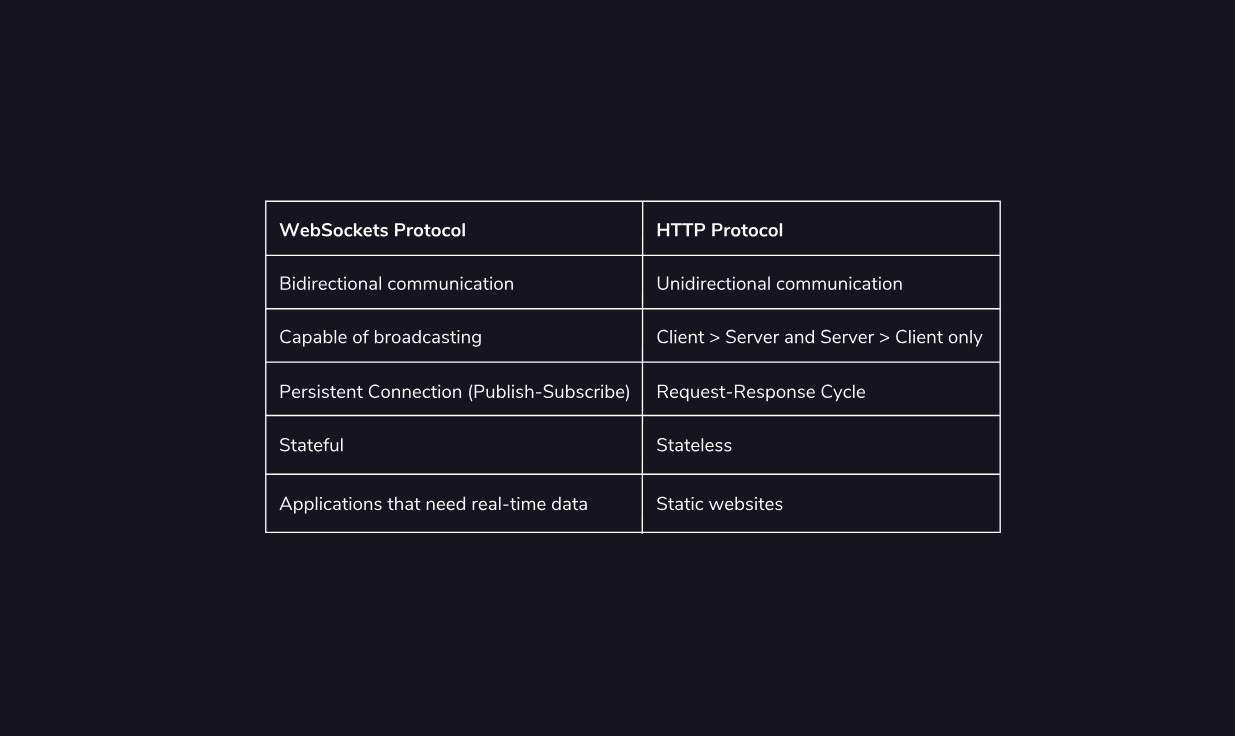 WebSockets Protocol
HTTP Protocol
Bidirectional communication
Unidirectional communication
Capable of broadcasting
Client > Server and Server > Client only
Persistent Connection (Publish-Subscribe)
Request-Response Cycle
Stateful
Stateless
Applications that need real-time data
Static websites